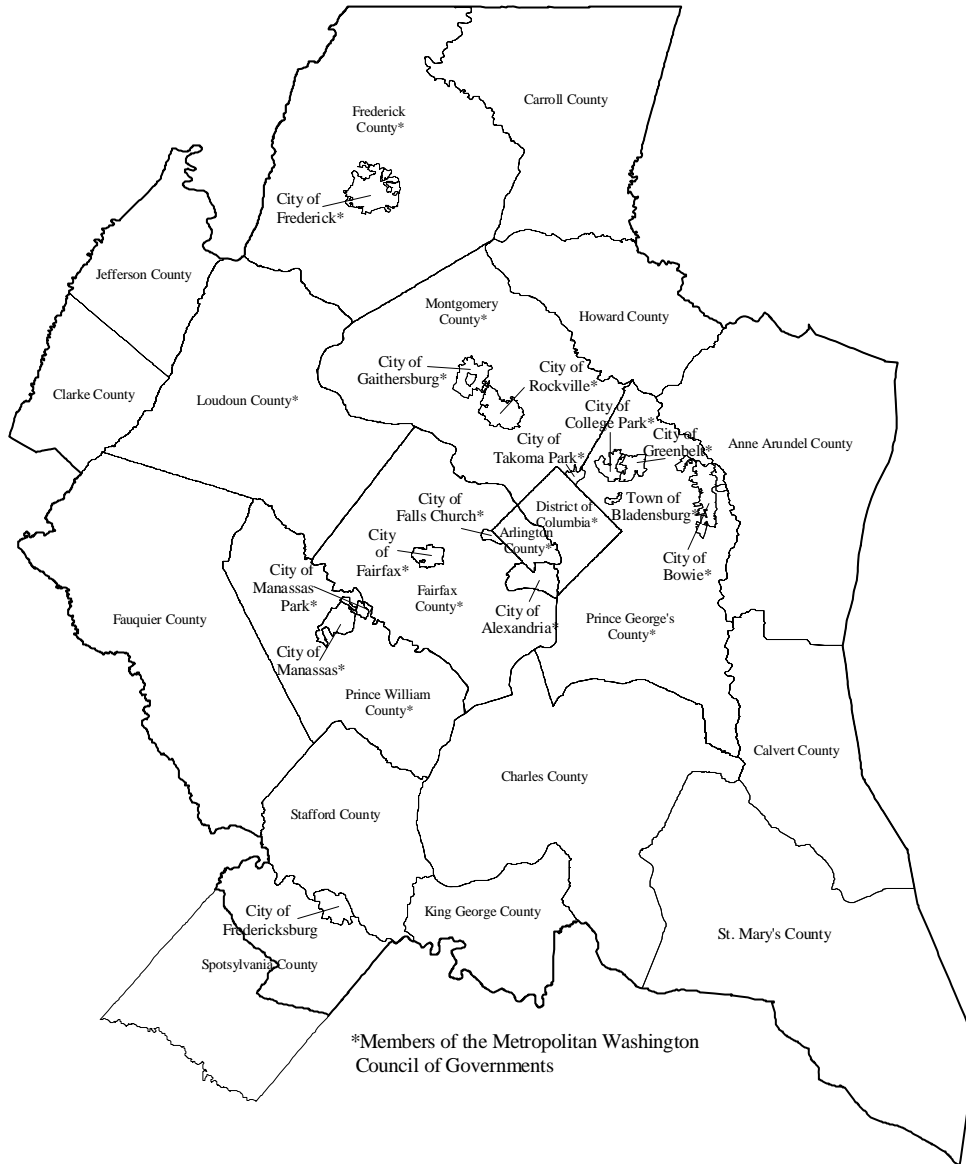 Carroll County
Frederick
County*
City of
Frederick*
Jefferson County
Montgomery
County*
Howard County
City of
Gaithersburg*
City of
Rockville*
Clarke County
Loudoun County*
City of
College Park*
City of
Greenbelt*
Anne Arundel County
City of
Takoma Park*
City of
Falls Church*
District of
Columbia*
Town of
Bladensburg*
Arlington
County*
City
of
Fairfax*
City of
Bowie*
City of
Manassas
Park*
Fairfax
County*
City of
Alexandria*
Prince George's
County*
Fauquier County
City of
Manassas*
Prince William
County*
Calvert County
Charles County
Stafford County
City of
Fredericksburg
King George County
St. Mary's County
Spotsylvania County
*Members of the Metropolitan Washington
Council of Governments